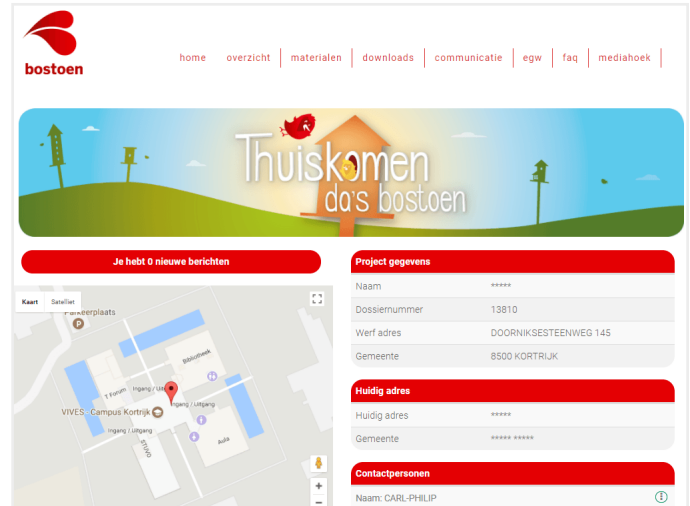 bostoen
home overzicht materialen downloads communicatie egw faq mediahoek
Thuiskomen
da's bostoen
Je hebt 0 nieuwe berichten
Kaart Satelliet
Parkeerplaats
P
Bibliotheek
T Forum
Ingang / Uitgang
VIVES - Campus Kortrijk
Ingang / Uitgang
Ingang / Uitgang
STUVO
Aula
+
−
Project gegevens
Naam *****
Dossiernummer 13810
Werf adres DOORNIKSESTEENWEG 145
Gemeente 8500 KORTRIJK
Huidig adres
Huidig adres *****
Gemeente ***** *****
Contactpersonen
Naam: CARL-PHILIP